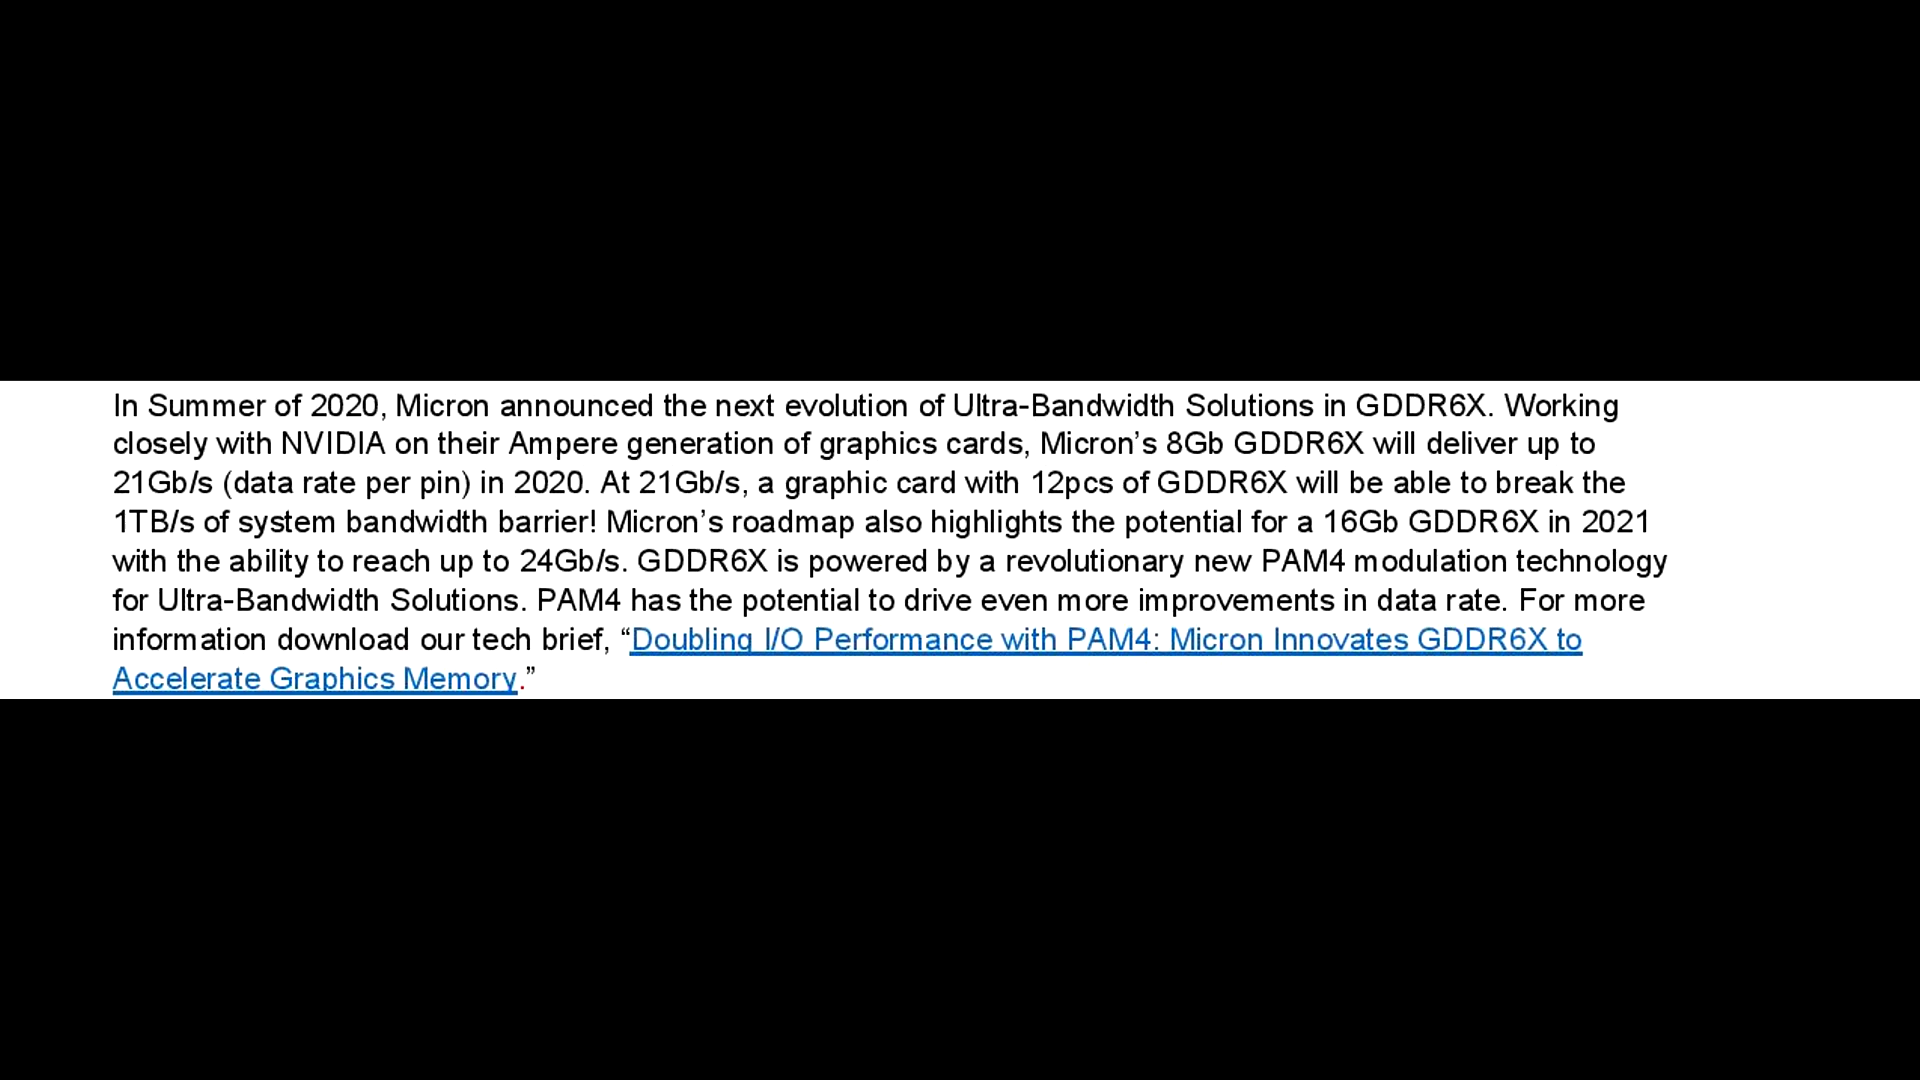 In Summer of 2020, Micron announced the next evolution of Ultra-Bandwidth Solutions in GDDR6X. Working
closely with NVIDIA on their Ampere generation of graphics cards, Micron’s 8Gb GDDR6X will deliver up to
21Gb/s (data rate per pin) in 2020. At 21Gb/s, a graphic card with 12pcs of GDDR6X will be able to break the
1TB/s of system bandwidth barrier! Micron’s roadmap also highlights the potential for a 16Gb GDDR6X in 2021
with the ability to reach up to 24Gb/s. GDDR6X is powered by a revolutionary new PAM4 modulation technology
for Ultra-Bandwidth Solutions. PAM4 has the potential to drive even more improvements in data rate. For more
information download our tech brief, “Doubling I/O Performance with PAM4: Micron Innovates GDDR6X to
Accelerate Graphics Memory.”